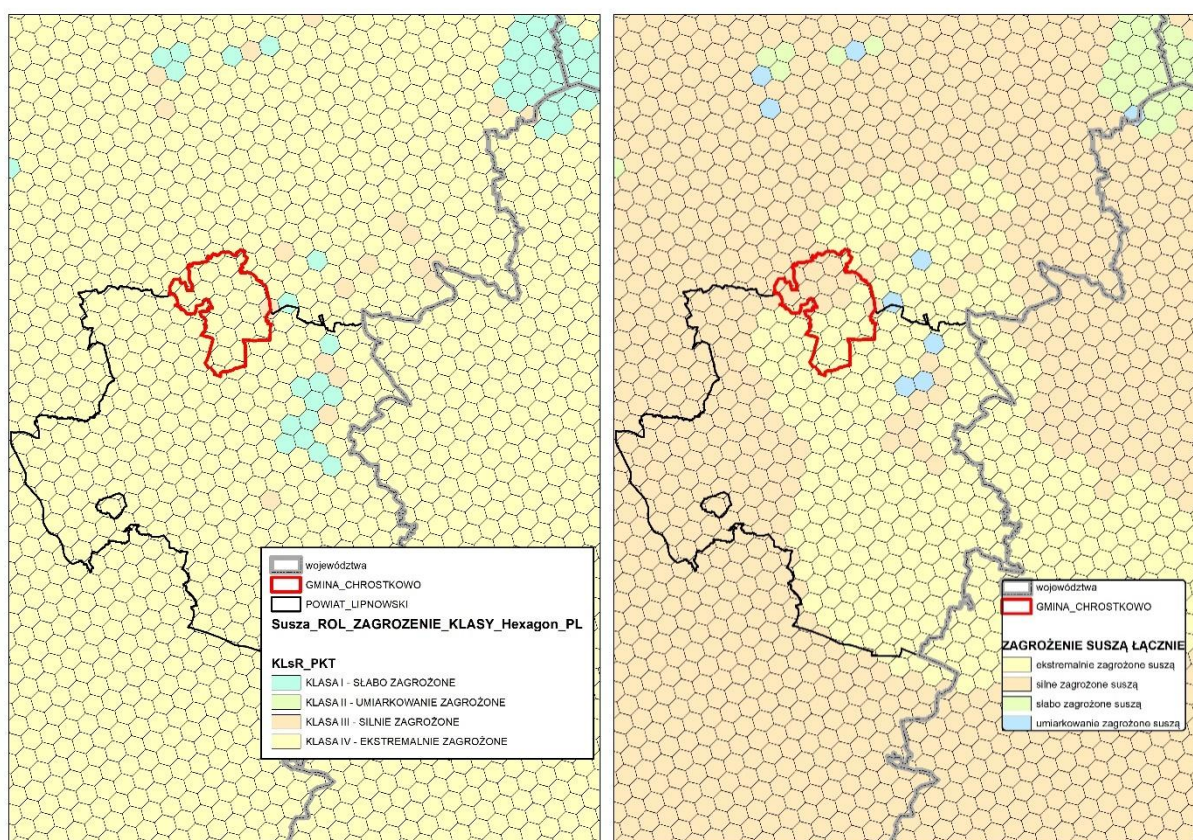 województwa
GMINA_CHROSTKOWO
POWIAT_LIPNOWSKI
Susza_ROL_ZAGROZENIE_KLASY_Hexagon_PL
KLsR_PKT
KLASA I - SŁABO ZAGROŻONE
KLASA II - UMIARKOWANIE ZAGROŻONE
KLASA III - SILNIE ZAGROŻONE
KLASA IV - EKSTREMALNIE ZAGROŻONE
województwa
GMINA_CHROSTKOWO
ZAGROŻENIE SUSZĄ ŁĄCZNIE
ekstremalnie zagrożone suszą
silne zagrożone suszą
słabo zagrożone suszą
umiarkowanie zagrożone suszą